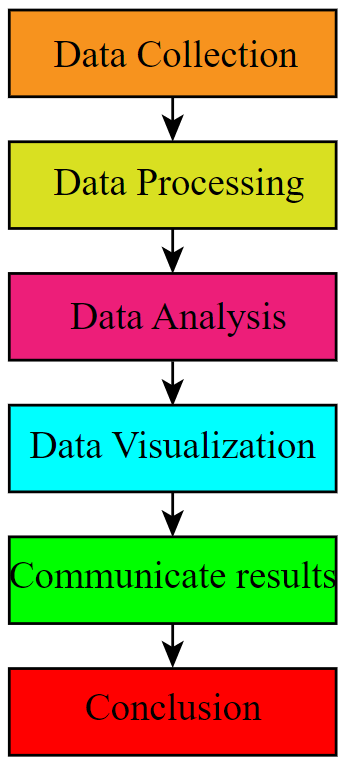 Data Collection
Data Processing
Data Analysis
Data Visualization
Communicate results
Conclusion